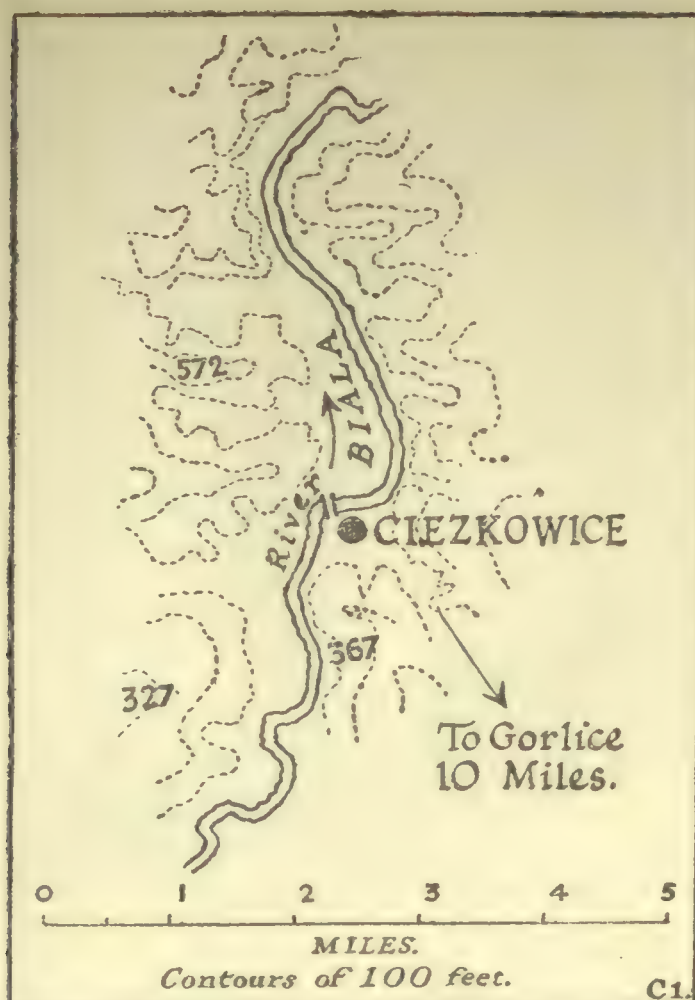 572
River BIALA
CIEZKOWICE
367
327
To Gorlice
10 Miles.
0 1 2 3 4 5
MILES.
Contours of 100 feet.